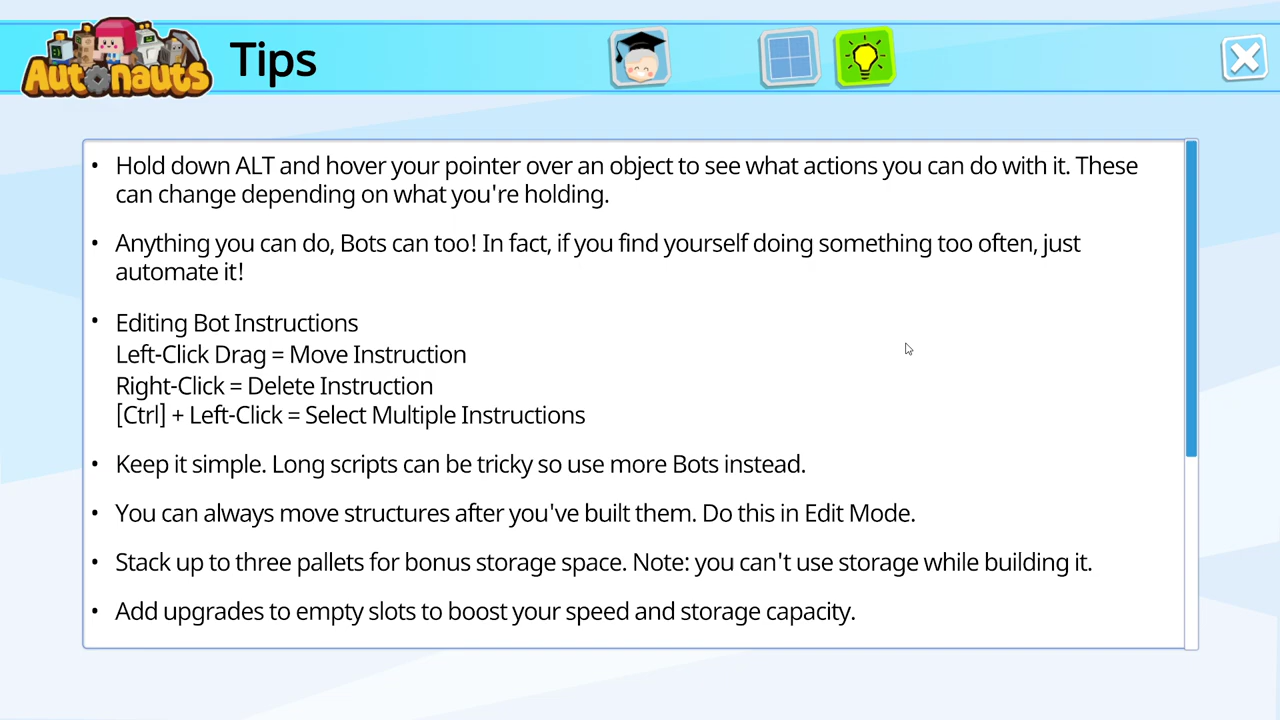 Autonauts
Tips
• Hold down ALT and hover your pointer over an object to see what actions you can do with it. These
can change depending on what you're holding.
• Anything you can do, Bots can too! In fact, if you find yourself doing something too often, just
automate it!
• Editing Bot Instructions
Left-Click Drag = Move Instruction
Right-Click = Delete Instruction
[Ctrl] + Left-Click = Select Multiple Instructions
• Keep it simple. Long scripts can be tricky so use more Bots instead.
• You can always move structures after you've built them. Do this in Edit Mode.
• Stack up to three pallets for bonus storage space. Note: you can't use storage while building it.
• Add upgrades to empty slots to boost your speed and storage capacity.